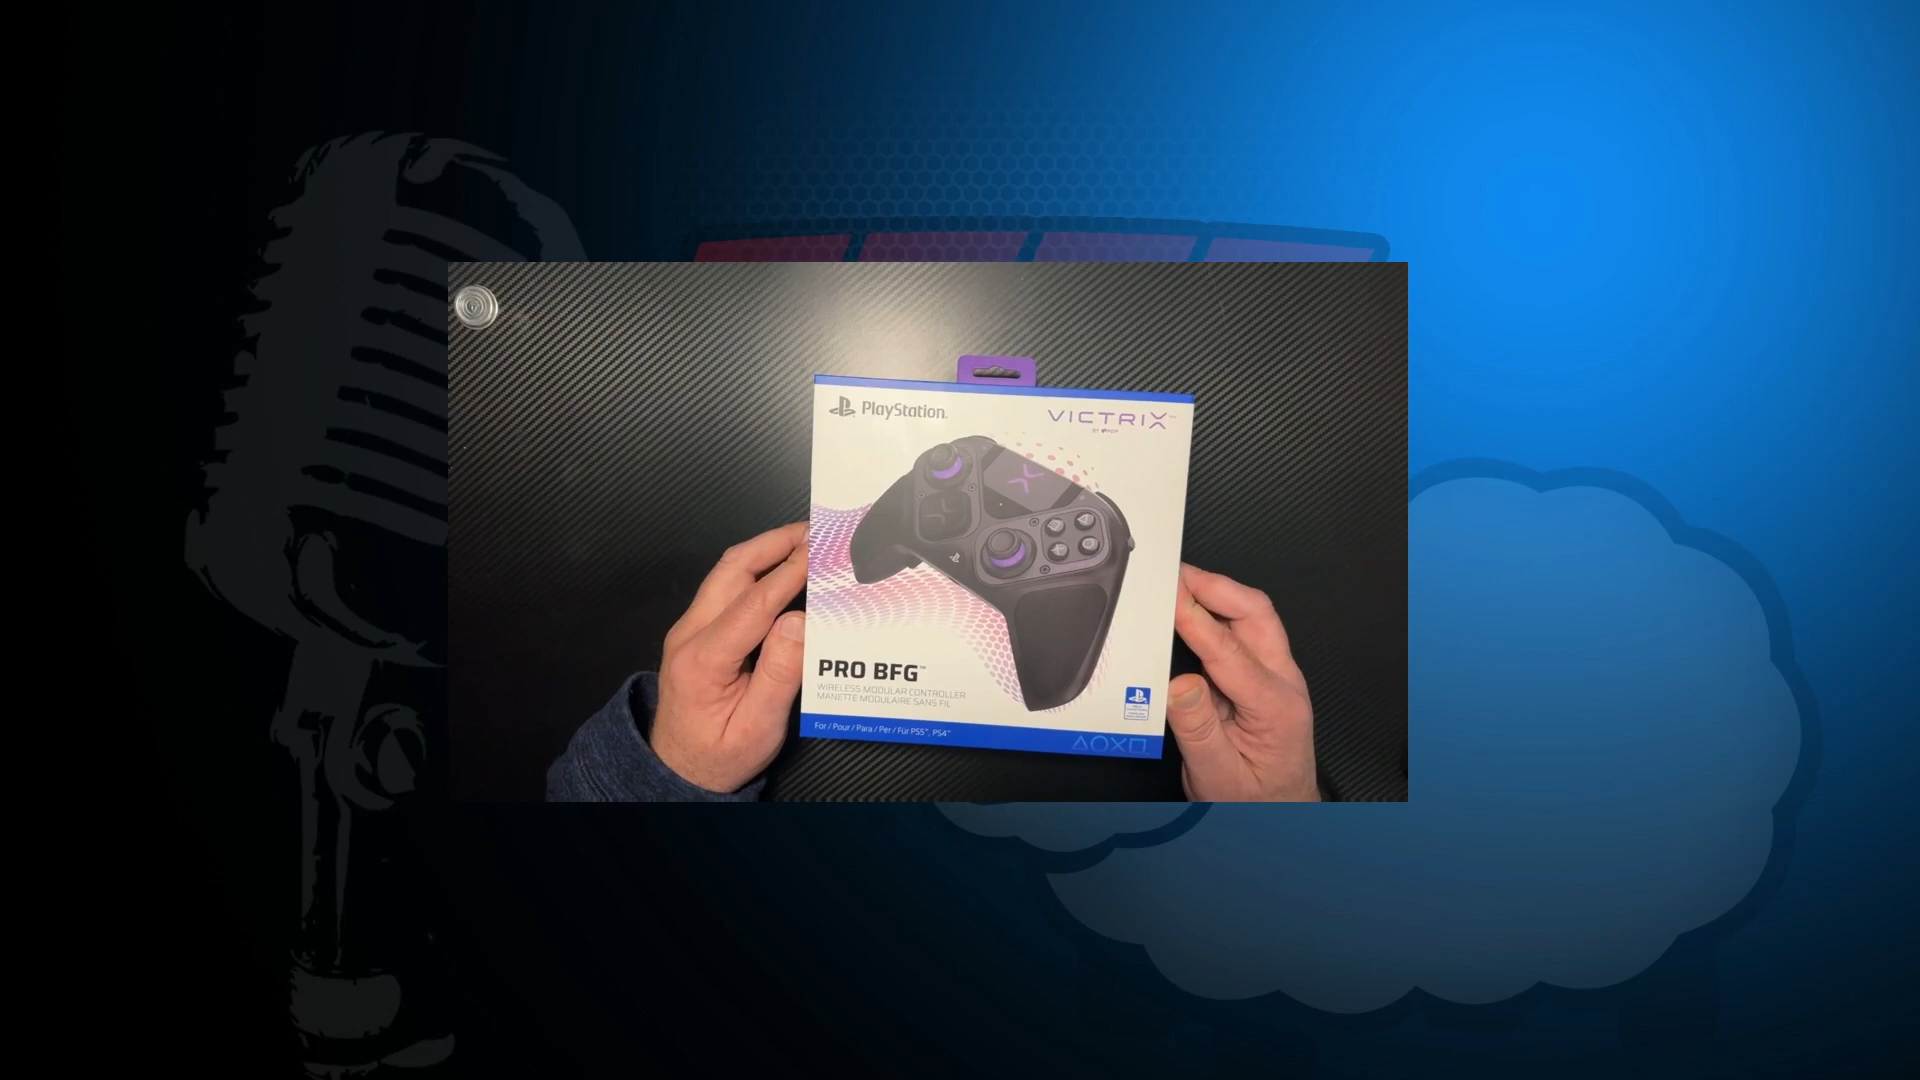 PlayStation.
VICTRIX™
BY PDP
PRO BFG™
WIRELESS MODULAR CONTROLLER
MANETTE MODULAIRE SANS FIL
For / Pour / Para / Per / Für PS5™, PS4™